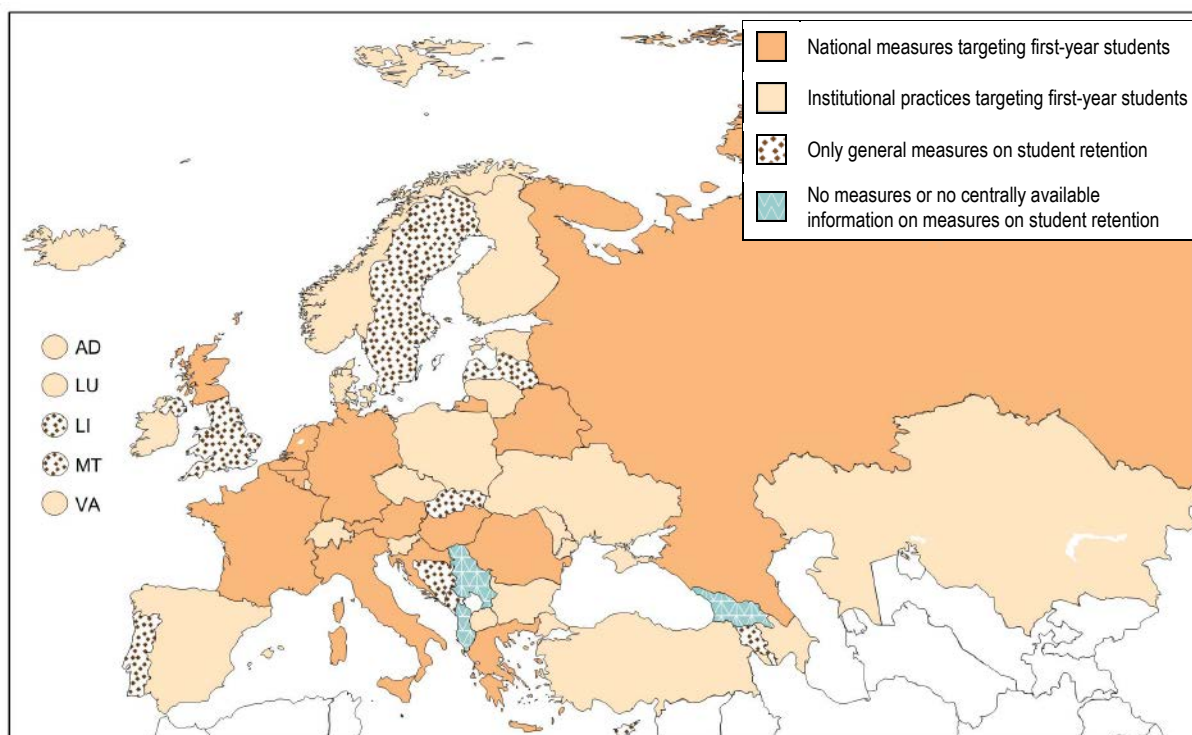 National measures targeting first-year students
Institutional practices targeting first-year students
Only general measures on student retention
No measures or no centrally available
information on measures on student retention
AD
LU
LI
MT
VA